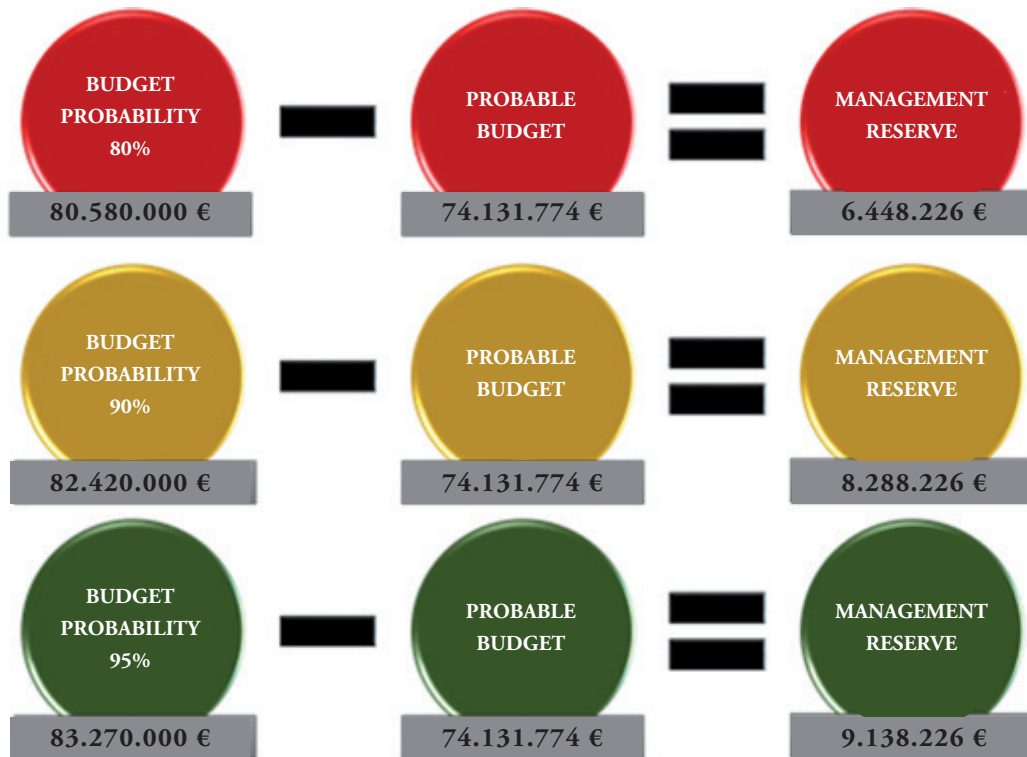 BUDGET
PROBABILITY
80%
PROBABLE
BUDGET
MANAGEMENT
RESERVE
80.580.000 €
74.131.774 €
6.448.226 €
BUDGET
PROBABILITY
90%
PROBABLE
BUDGET
MANAGEMENT
RESERVE
82.420.000 €
74.131.774 €
8.288.226 €
BUDGET
PROBABILITY
95%
PROBABLE
BUDGET
MANAGEMENT
RESERVE
83.270.000 €
74.131.774 €
9.138.226 €